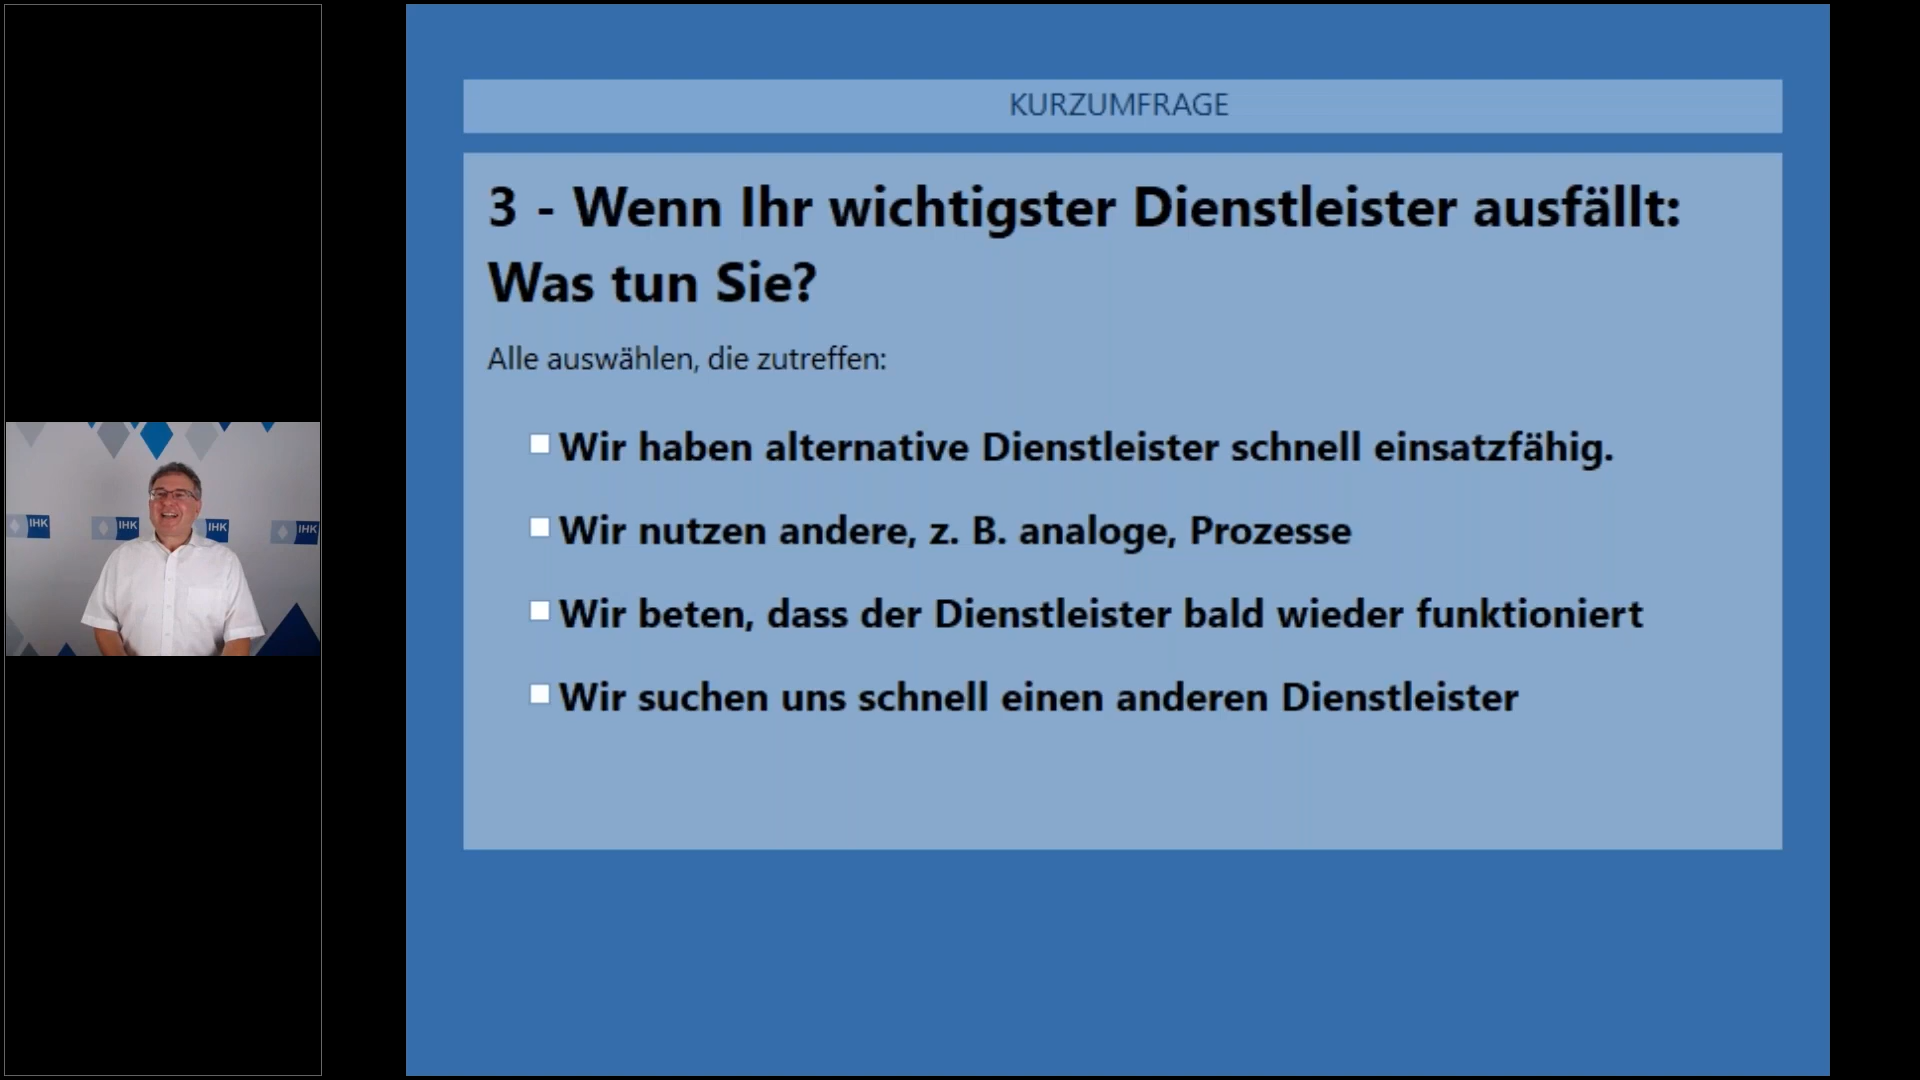 KURZUMFRAGE
3 - Wenn Ihr wichtigster Dienstleister ausfällt:
Was tun Sie?
Alle auswählen, die zutreffen:
Wir haben alternative Dienstleister schnell einsatzfähig.
Wir nutzen andere, z. B. analoge, Prozesse
Wir beten, dass der Dienstleister bald wieder funktioniert
Wir suchen uns schnell einen anderen Dienstleister
IHK
IHK
IHK
IHK